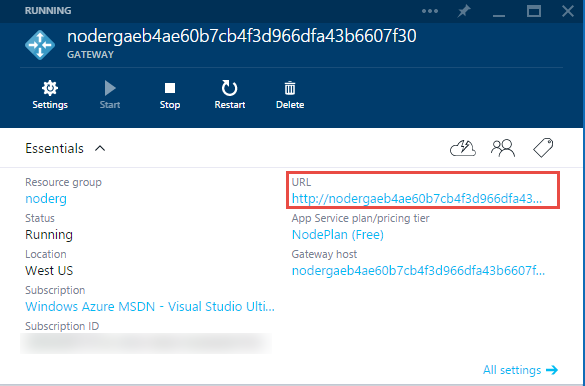 RUNNING
nodergaeb4ae60b7cb4f3d966dfa43b6607f30
GATEWAY
Settings
Start
Stop
Restart
Delete
Essentials
Resource group
noderg
URL
http://nodergaeb4ae60b7cb4f3d966dfa43...
Status
Running
App Service plan/pricing tier
NodePlan (Free)
Location
West US
Gateway host
nodergaeb4ae60b7cb4f3d966dfa43b6607f...
Subscription
Windows Azure MSDN - Visual Studio Ulti...
Subscription ID
All settings